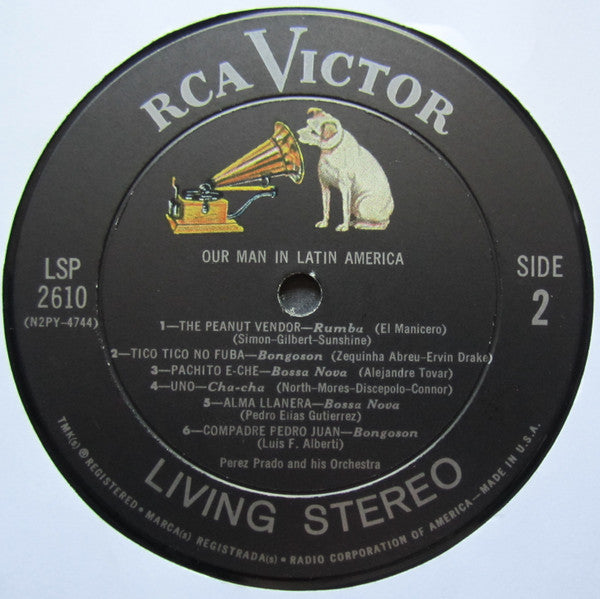 RCA VICTOR
OUR MAN IN LATIN AMERICA
LSP
2610
(N2PY-4744)
SIDE
2
1—THE PEANUT VENDOR—Rumba (El Manicero)
(Simon-Gilbert-Sunshine)
2—TICO TICO NO FUBA—Bongoson (Zequinha Abreu-Ervin Drake)
3—PACHITO E-CHE—Bossa Nova (Alejandre Tovar)
4—UNO—Cha-cha (North-Mores-Discepolo-Connor)
5—ALMA LLANERA—Bossa Nova
(Pedro Elias Gutierrez)
6—COMPADRE PEDRO JUAN—Bongoson
(Luis F. Alberti)
Perez Prado and his Orchestra
LIVING STEREO
TMK(s) ® REGISTERED • MARCA(s) REGISTRADA(s) • RADIO CORPORATION OF AMERICA—MADE IN U.S.A.